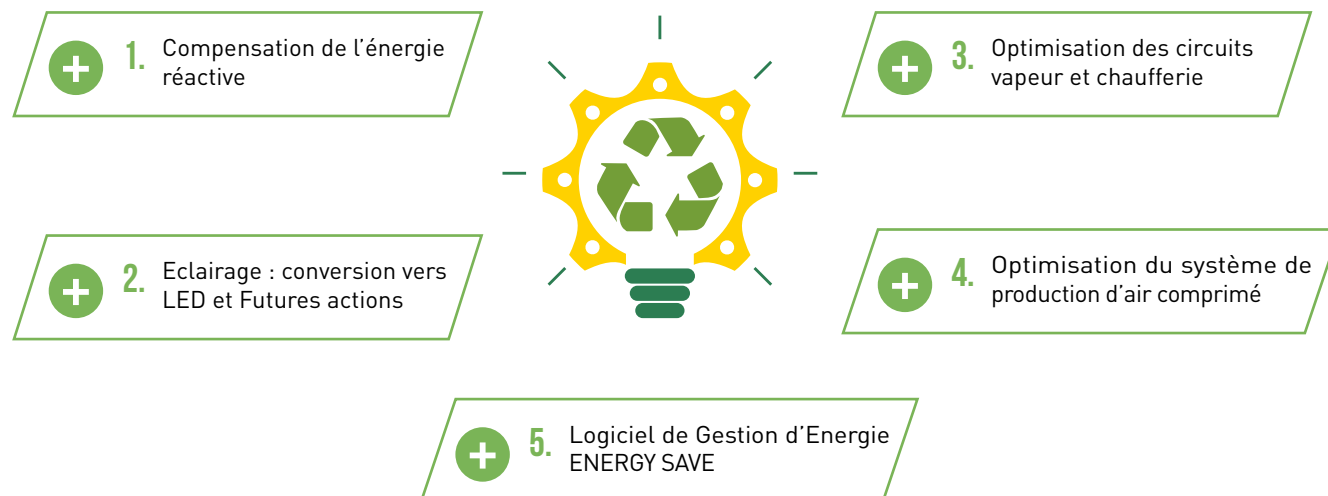 1. Compensation de l'énergie
réactive
2. Eclairage : conversion vers
LED et Futures actions
3. Optimisation des circuits
vapeur et chaufferie
4. Optimisation du système de
production d'air comprimé
5. Logiciel de Gestion d'Energie
ENERGY SAVE